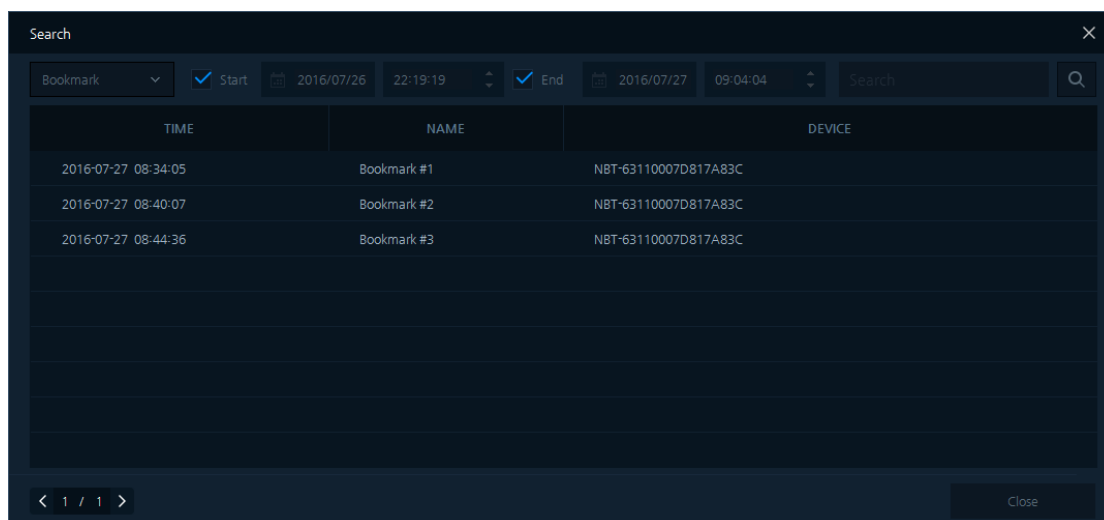 Search
Bookmark Start 2016/07/26 22:19:19 End 2016/07/27 09:04:04 Search
TIME NAME DEVICE
2016-07-27 08:34:05 Bookmark #1 NBT-63110007D817A83C
2016-07-27 08:40:07 Bookmark #2 NBT-63110007D817A83C
2016-07-27 08:44:36 Bookmark #3 NBT-63110007D817A83C
1 / 1 Close